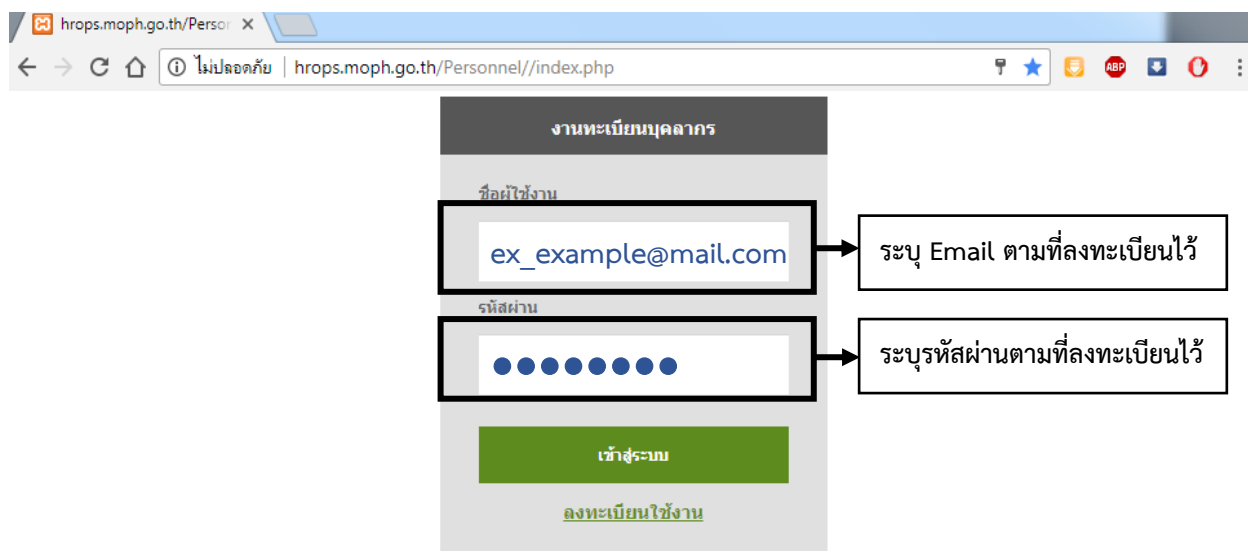 hrops.moph.go.th/Person
ไม่ปลอดภัย | hrops.moph.go.th/Personnel//index.php
ABP
งานทะเบียนบุคลากร
ชื่อผู้ใช้งาน
ex_example@mail.com
ระบุ Email ตามที่ลงทะเบียนไว้
รหัสผ่าน
ระบุรหัสผ่านตามที่ลงทะเบียนไว้
เข้าสู่ระบบ
ลงทะเบียนใช้งาน